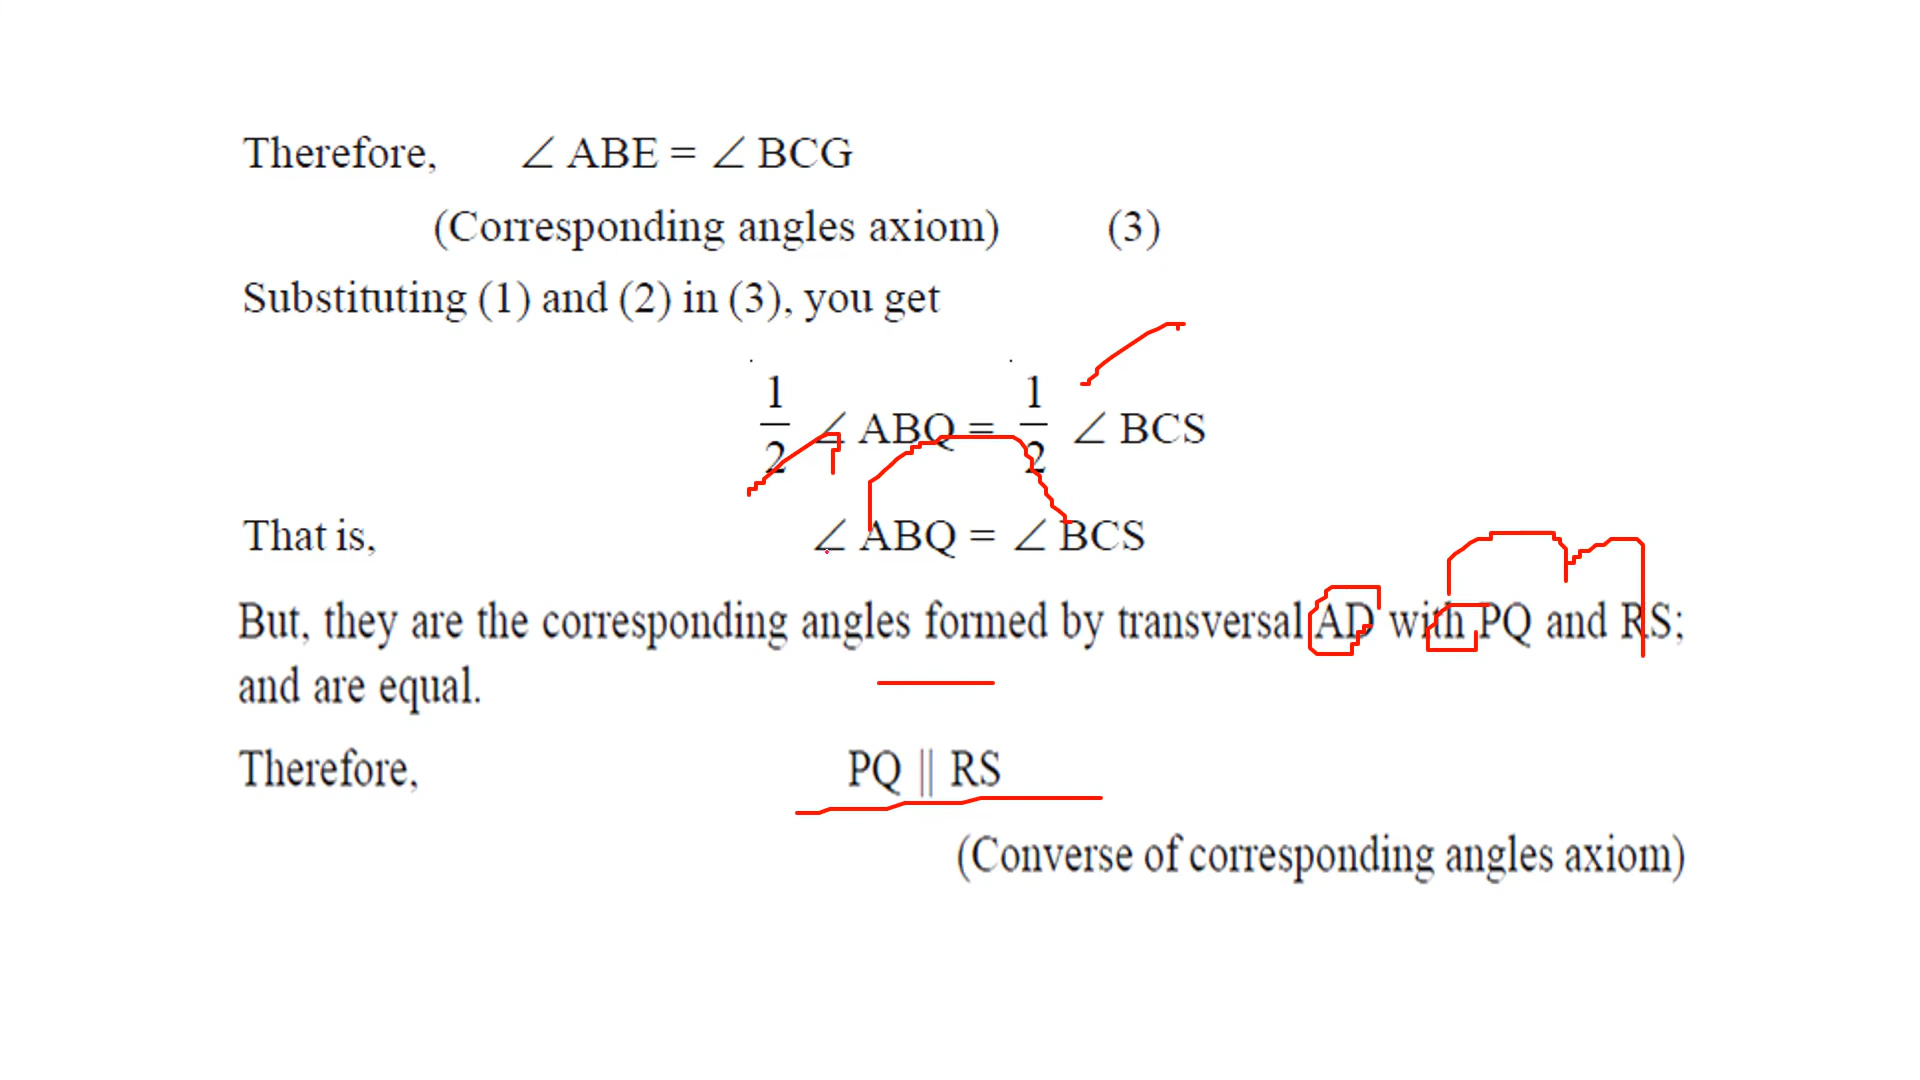 Therefore, ∠ ABE = ∠ BCG
(Corresponding angles axiom) (3)
Substituting (1) and (2) in (3), you get
1/2 ∠ ABQ = 1/2 ∠ BCS
That is, ∠ ABQ = ∠ BCS
But, they are the corresponding angles formed by transversal AD with PQ and RS;
and are equal.
Therefore, PQ || RS
(Converse of corresponding angles axiom)